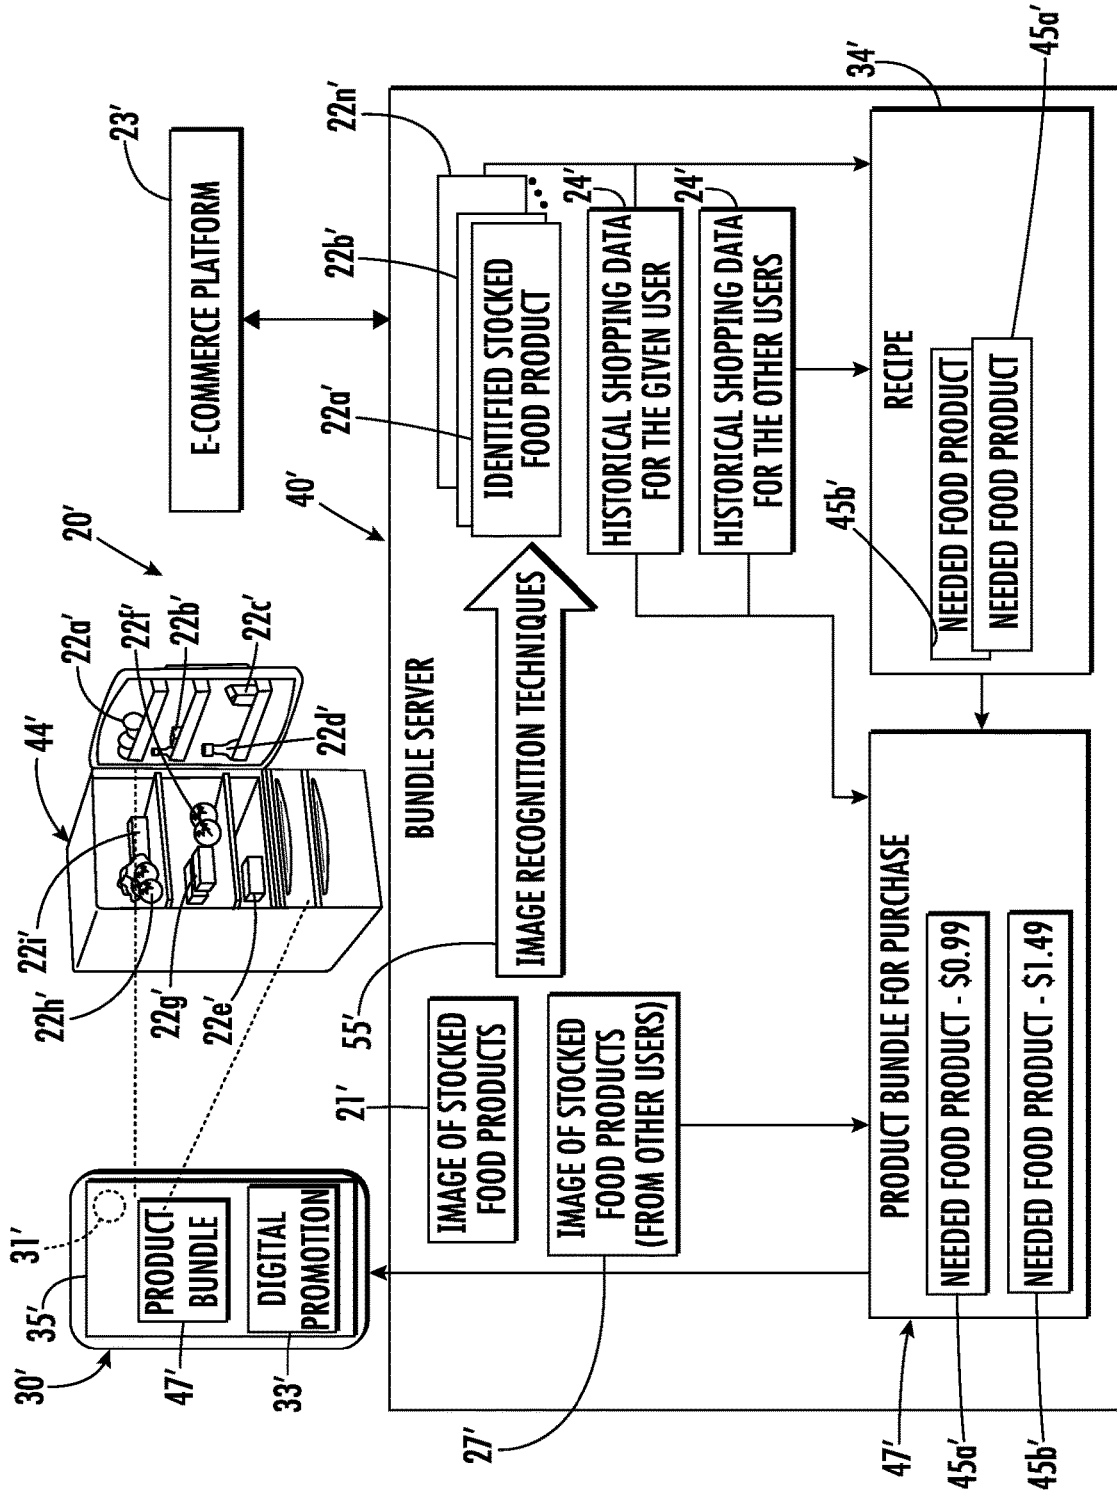 20'
30'
35'
31'
PRODUCT
BUNDLE
47'
DIGITAL
PROMOTION
33'
44'
22i'
22h'
22g'
22e'
22a'
22f'
22b'
22c'
22d'
E-COMMERCE PLATFORM
23'
40'
BUNDLE SERVER
21'
IMAGE OF STOCKED
FOOD PRODUCTS
55'
IMAGE RECOGNITION TECHNIQUES
22a'
22b'
22n'
IDENTIFIED STOCKED
FOOD PRODUCT
27'
IMAGE OF STOCKED
FOOD PRODUCTS
(FROM OTHER USERS)
24'
HISTORICAL SHOPPING DATA
FOR THE GIVEN USER
24'
HISTORICAL SHOPPING DATA
FOR THE OTHER USERS
47'
PRODUCT BUNDLE FOR PURCHASE
45a'
NEEDED FOOD PRODUCT - $0.99
45b'
NEEDED FOOD PRODUCT - $1.49
34'
RECIPE
45b'
NEEDED FOOD PRODUCT
NEEDED FOOD PRODUCT
45a'